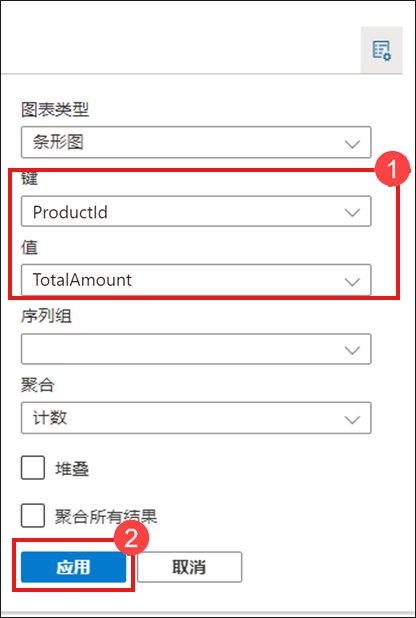 图表类型
条形图
1
键
ProductId
值
TotalAmount
序列组
聚合
计数
堆叠
聚合所有结果
2
应用
取消